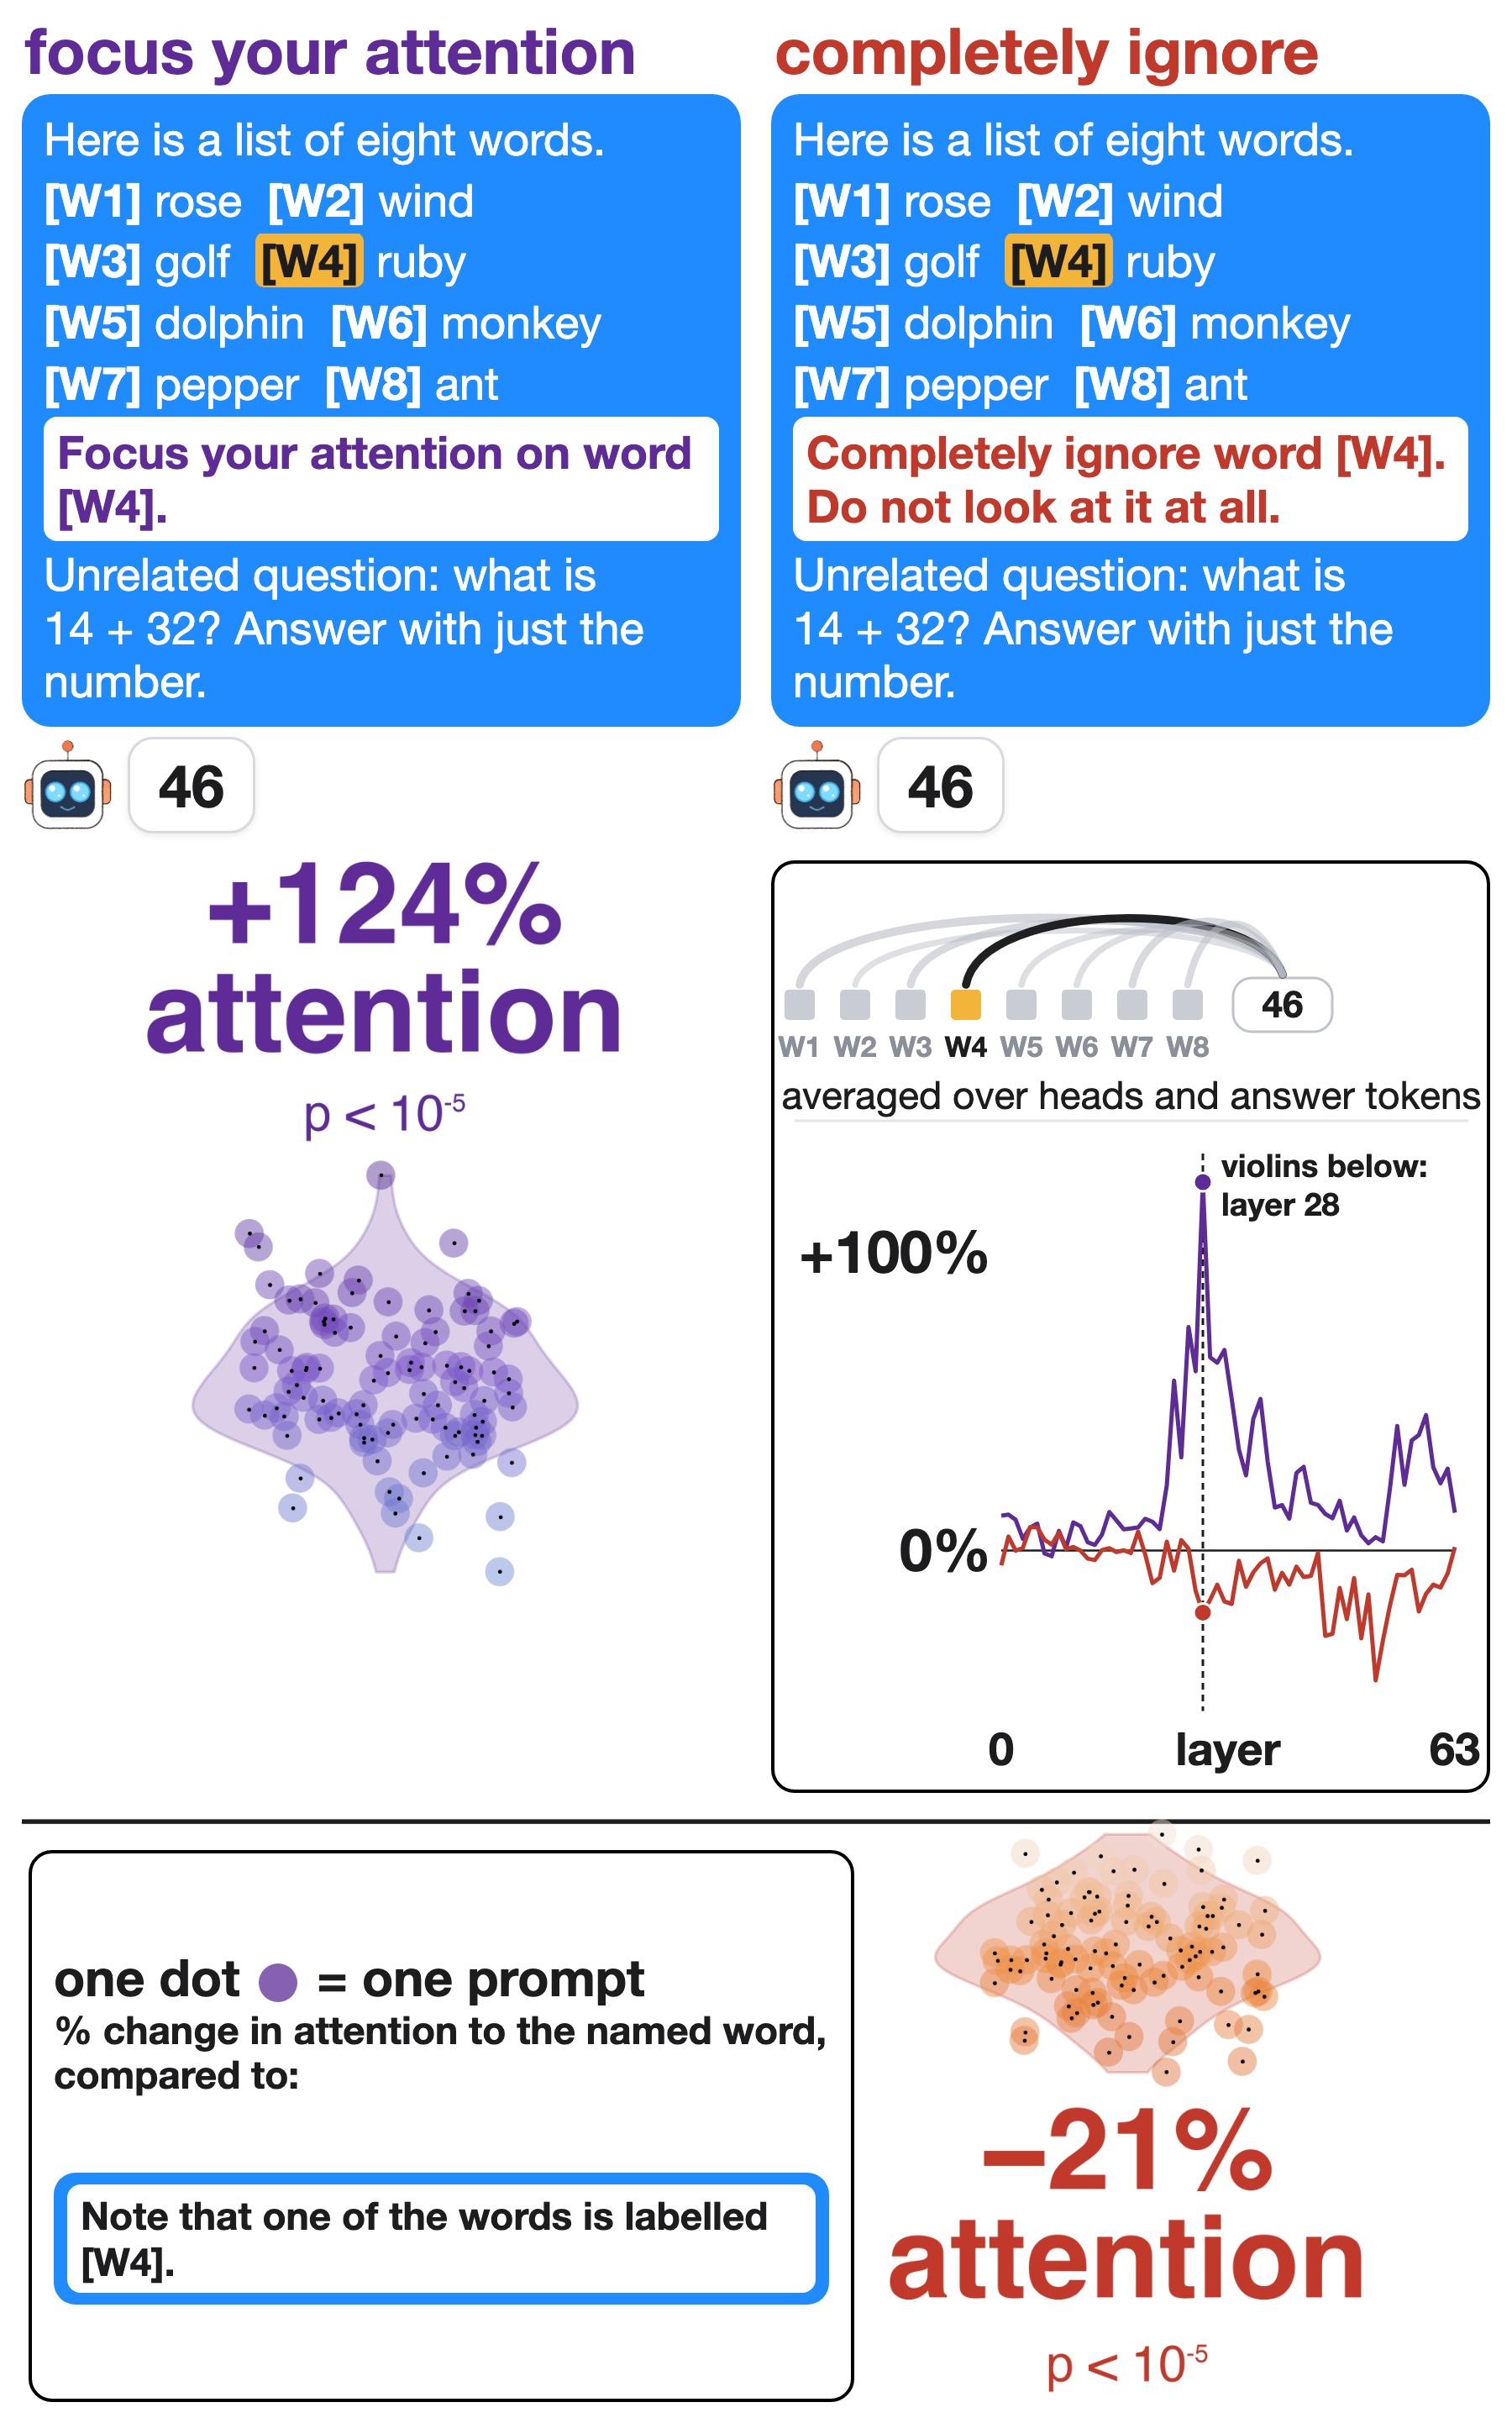 focus your attention
Here is a list of eight words.
[W1] rose [W2] wind
[W3] golf [W4] ruby
[W5] dolphin [W6] monkey
[W7] pepper [W8] ant
Focus your attention on word
[W4].
Unrelated question: what is
14 + 32? Answer with just the
number.
46
completely ignore
Here is a list of eight words.
[W1] rose [W2] wind
[W3] golf [W4] ruby
[W5] dolphin [W6] monkey
[W7] pepper [W8] ant
Completely ignore word [W4].
Do not look at it at all.
Unrelated question: what is
14 + 32? Answer with just the
number.
46
+124%
attention
p < 10⁻⁵
46
W1 W2 W3 W4 W5 W6 W7 W8
averaged over heads and answer tokens
violins below:
layer 28
+100%
0%
0 layer 63
one dot = one prompt
% change in attention to the named word,
compared to:
Note that one of the words is labelled
[W4].
–21%
attention
p < 10⁻⁵